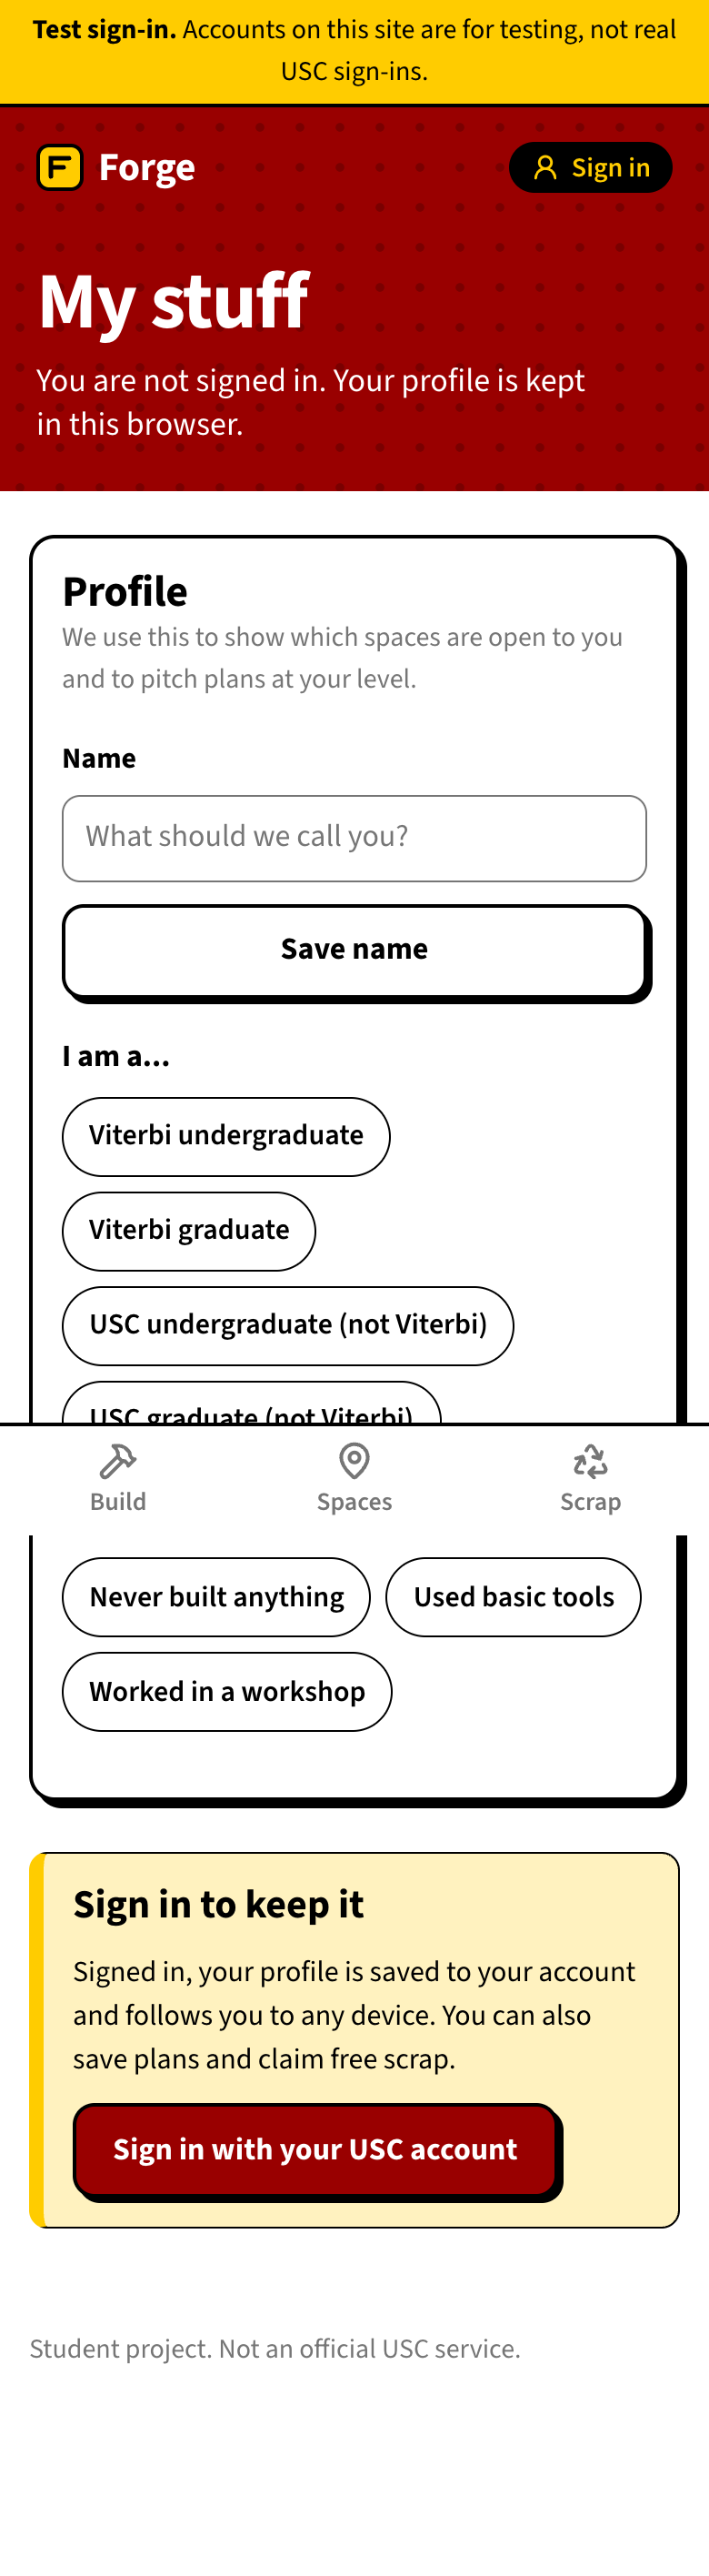 Test sign-in. Accounts on this site are for testing, not real
USC sign-ins.
F Forge
Sign in
My stuff
You are not signed in. Your profile is kept
in this browser.
Profile
We use this to show which spaces are open to you
and to pitch plans at your level.
Name
What should we call you?
Save name
I am a...
Viterbi undergraduate
Viterbi graduate
USC undergraduate (not Viterbi)
USC graduate (not Viterbi)
Build Spaces Scrap
Never built anything Used basic tools
Worked in a workshop
Sign in to keep it
Signed in, your profile is saved to your account
and follows you to any device. You can also
save plans and claim free scrap.
Sign in with your USC account
Student project. Not an official USC service.